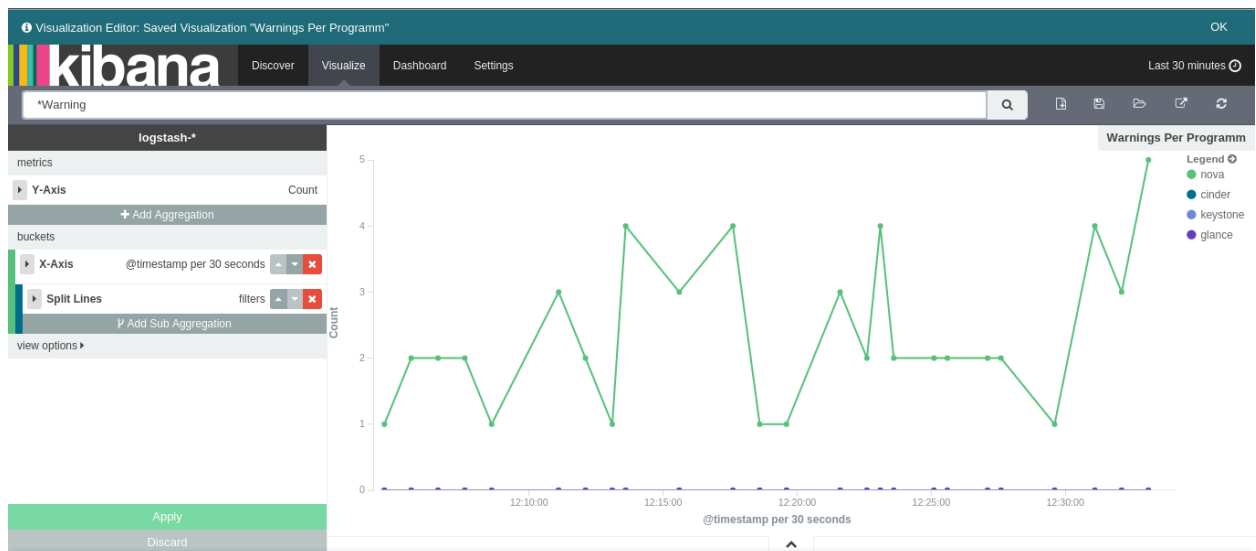 Visualization Editor: Saved Visualization "Warnings Per Programm"
OK
kibana
Discover
Visualize
Dashboard
Settings
Last 30 minutes
*Warning
logstash-*
metrics
Y-Axis
Count
Add Aggregation
buckets
X-Axis
@timestamp per 30 seconds
Split Lines
filters
Add Sub Aggregation
view options
Apply
Discard
Warnings Per Programm
Legend
nova
cinder
keystone
glance
5
4
3
2
1
0
Count
12:10:00
12:15:00
12:20:00
12:25:00
12:30:00
@timestamp per 30 seconds